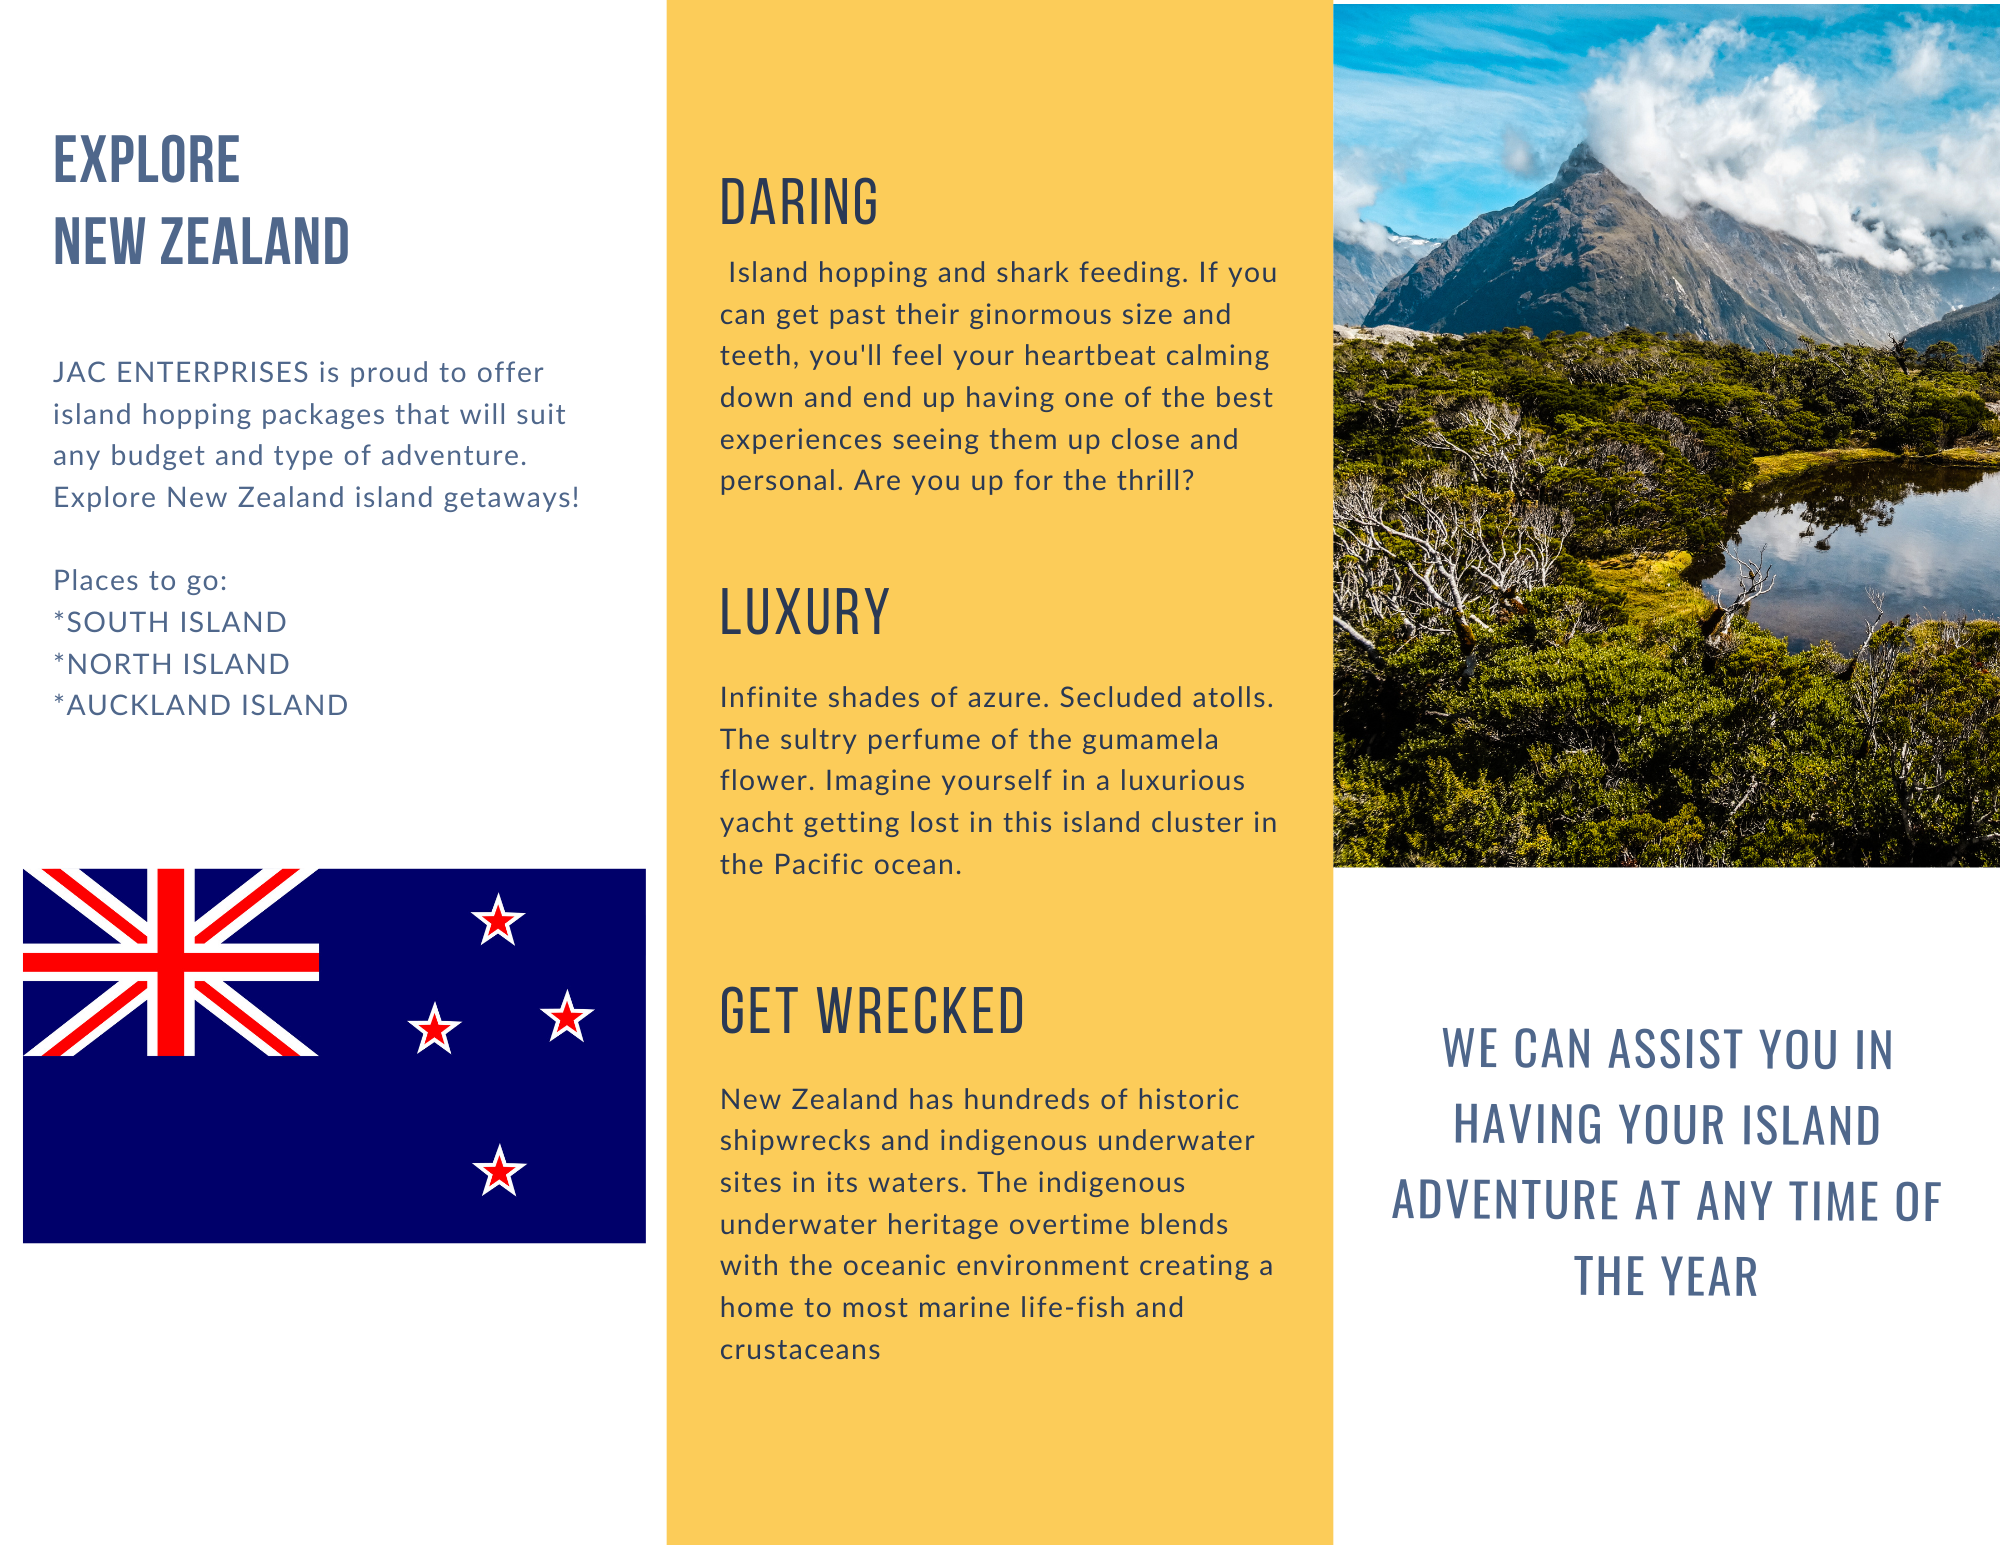 EXPLORE
NEW ZEALAND
JAC ENTERPRISES is proud to offer
island hopping packages that will suit
any budget and type of adventure.
Explore New Zealand island getaways!
Places to go:
*SOUTH ISLAND
*NORTH ISLAND
*AUCKLAND ISLAND
DARING
Island hopping and shark feeding. If you
can get past their ginormous size and
teeth, you'll feel your heartbeat calming
down and end up having one of the best
experiences seeing them up close and
personal. Are you up for the thrill?
LUXURY
Infinite shades of azure. Secluded atolls.
The sultry perfume of the gumamela
flower. Imagine yourself in a luxurious
yacht getting lost in this island cluster in
the Pacific ocean.
GET WRECKED
New Zealand has hundreds of historic
shipwrecks and indigenous underwater
sites in its waters. The indigenous
underwater heritage overtime blends
with the oceanic environment creating a
home to most marine life-fish and
crustaceans
WE CAN ASSIST YOU IN
HAVING YOUR ISLAND
ADVENTURE AT ANY TIME OF
THE YEAR